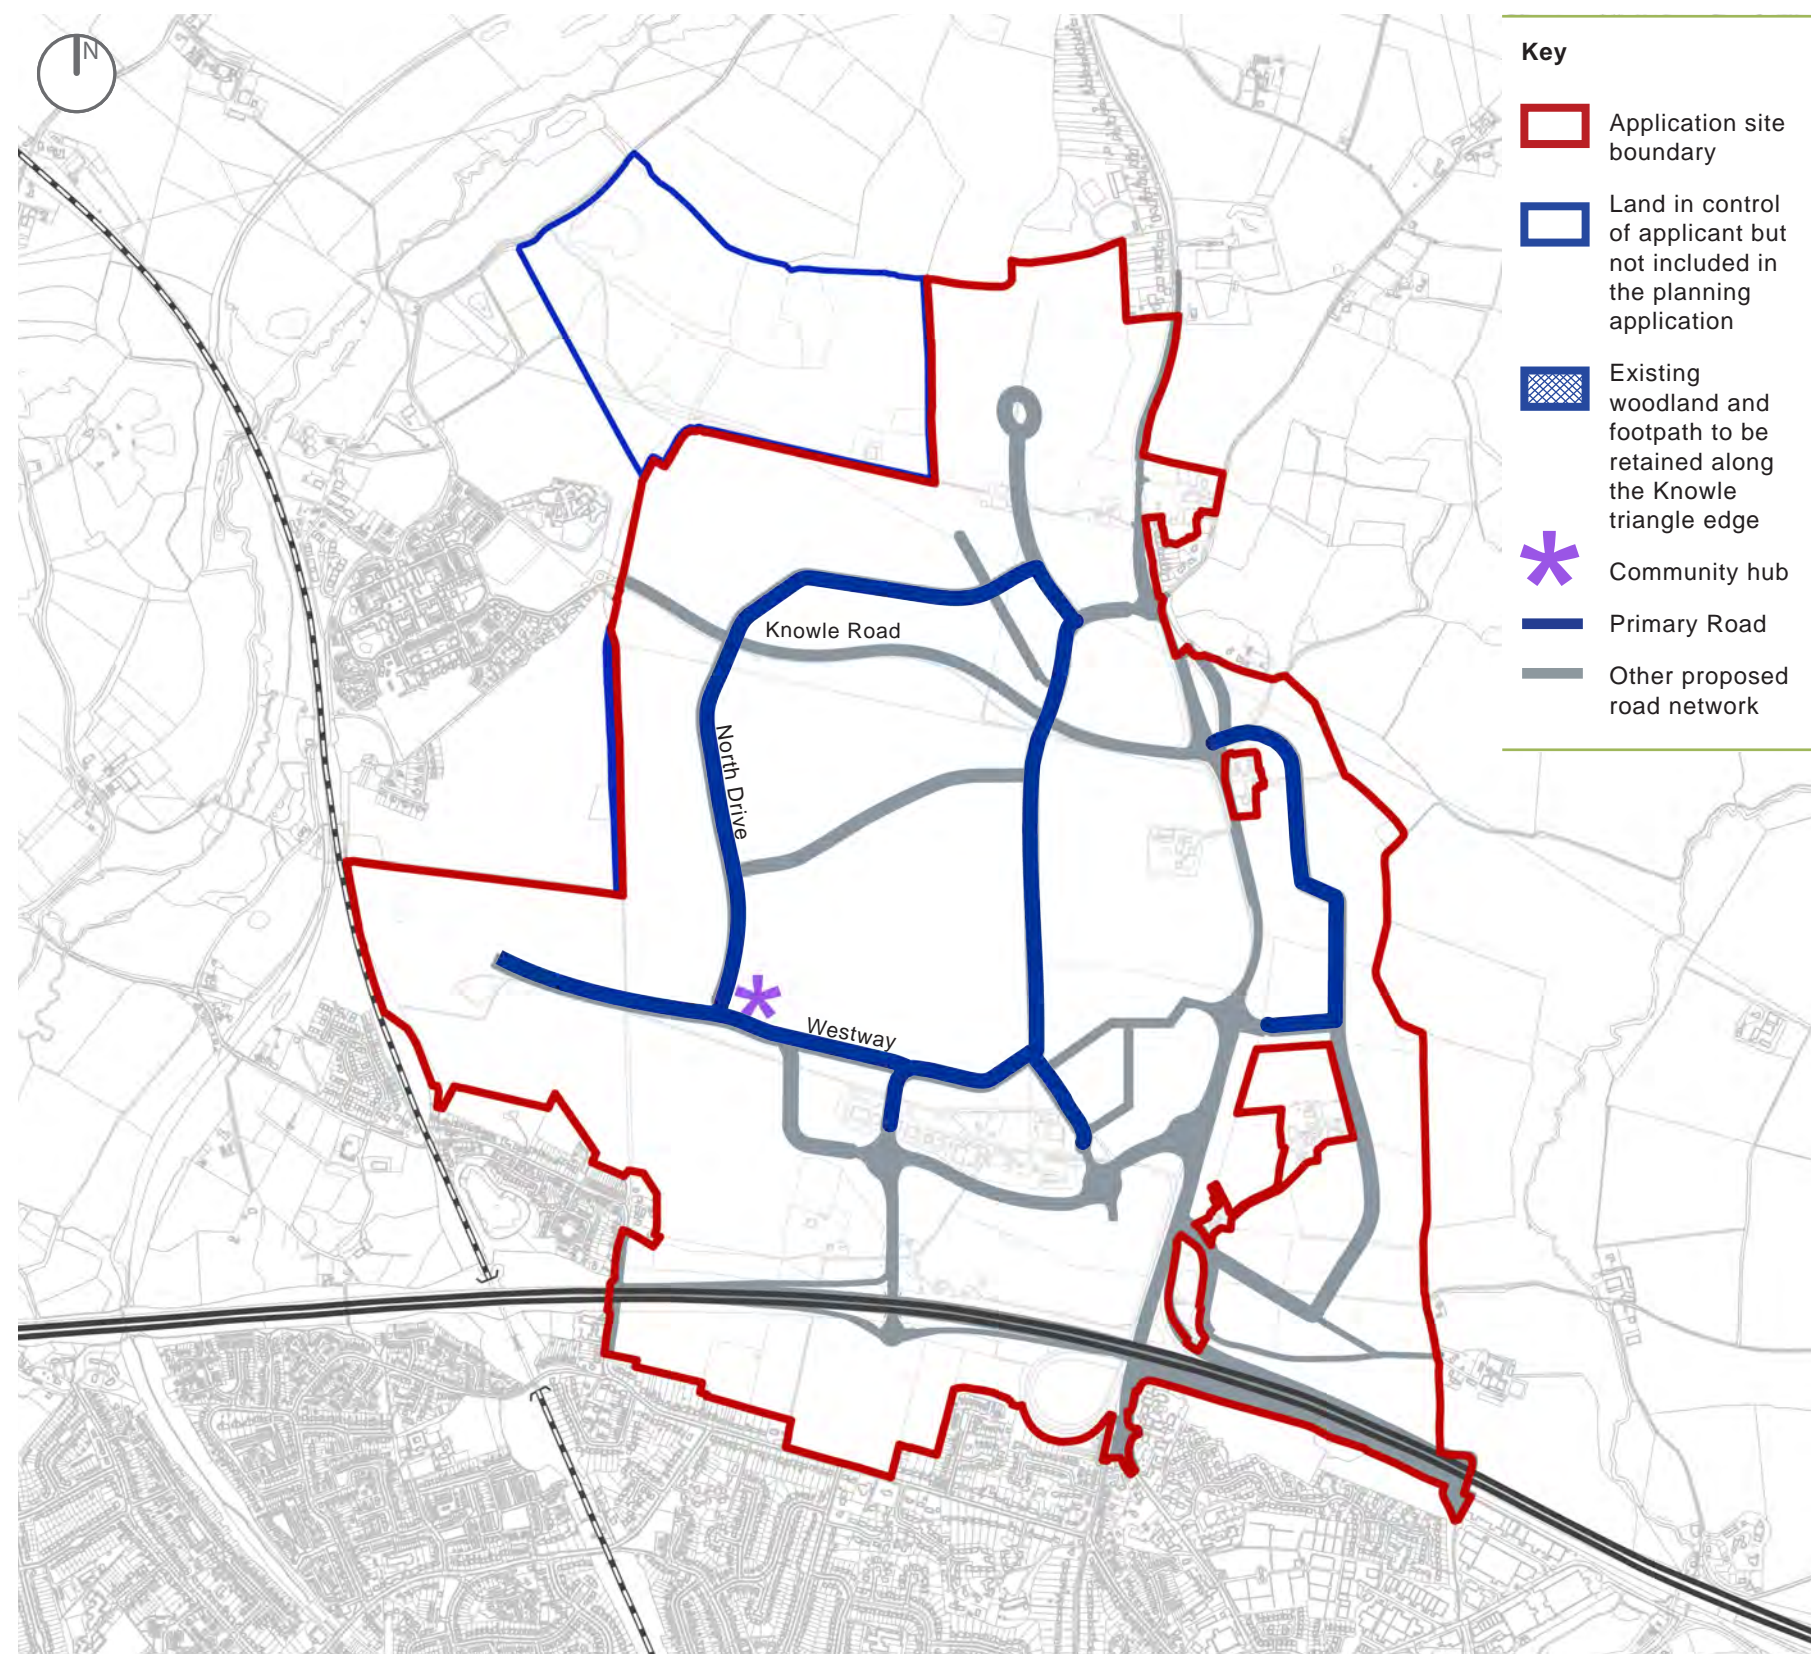 N
Key
Application site
boundary
Land in control
of applicant but
not included in
the planning
application
Existing
woodland and
footpath to be
retained along
the Knowle
triangle edge
Community hub
Primary Road
Other proposed
road network
Knowle Road
North Drive
Westway